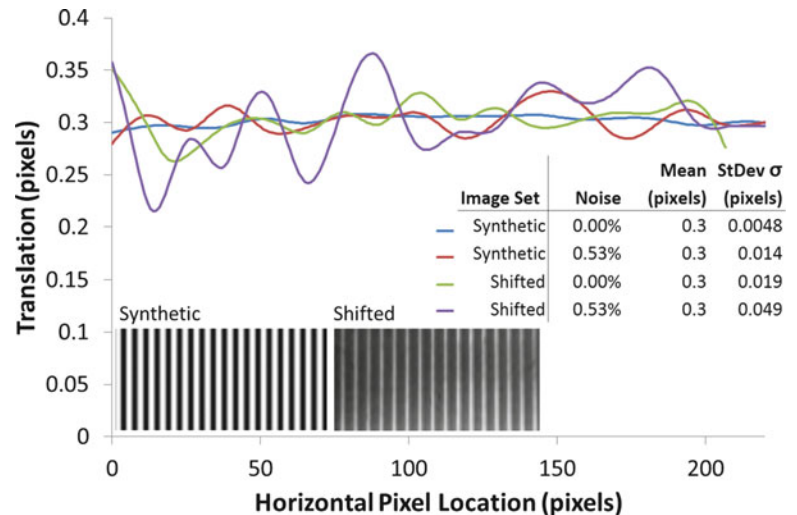 0.4
0.35
0.3
0.25
0.2
0.15
0.1
0.05
0
Translation (pixels)
Mean StDev σ
Image Set Noise (pixels) (pixels)
Synthetic 0.00% 0.3 0.0048
Synthetic 0.53% 0.3 0.014
Shifted 0.00% 0.3 0.019
Shifted 0.53% 0.3 0.049
Synthetic Shifted
0 50 100 150 200
Horizontal Pixel Location (pixels)